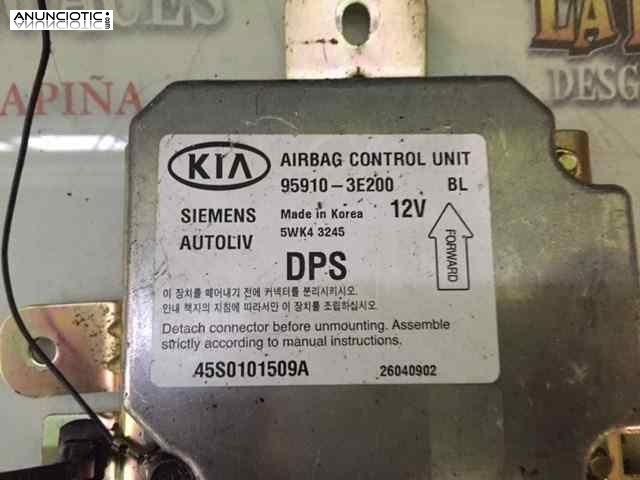 ANUNCIOTIC.COM
APIÑA
LA
DESG
KIA
AIRBAG CONTROL UNIT
95910-3E200 BL
SIEMENS
AUTOLIV
Made in Korea
5WK4 3245
12V
FORWARD
DPS
이 장치를 떼어내기 전에 커넥터를 분리시키시오.
안내 책자의 지침에 따라서만 이 장치를 조립하십시오.
Detach connector before unmounting. Assemble
strictly according to manual instructions.
45S0101509A
26040902